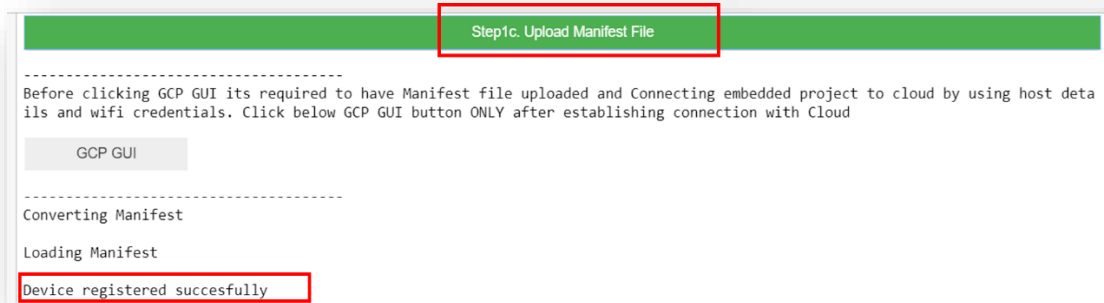 Step1c. Upload Manifest File
--------------------------------------
Before clicking GCP GUI its required to have Manifest file uploaded and Connecting embedded project to cloud by using host deta
ils and wifi credentials. Click below GCP GUI button ONLY after establishing connection with Cloud
GCP GUI
--------------------------------------
Converting Manifest
Loading Manifest
Device registered succesfully